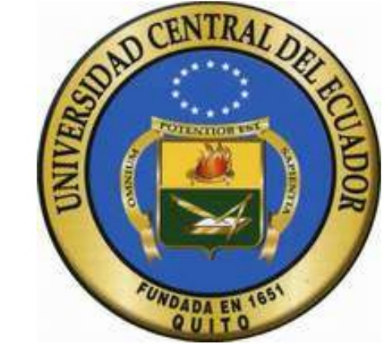 UNIVERSIDAD CENTRAL DEL ECUADOR
OMNIUM
POTENTIOR EST
SAPIENTIA
FUNDADA EN 1651
QUITO